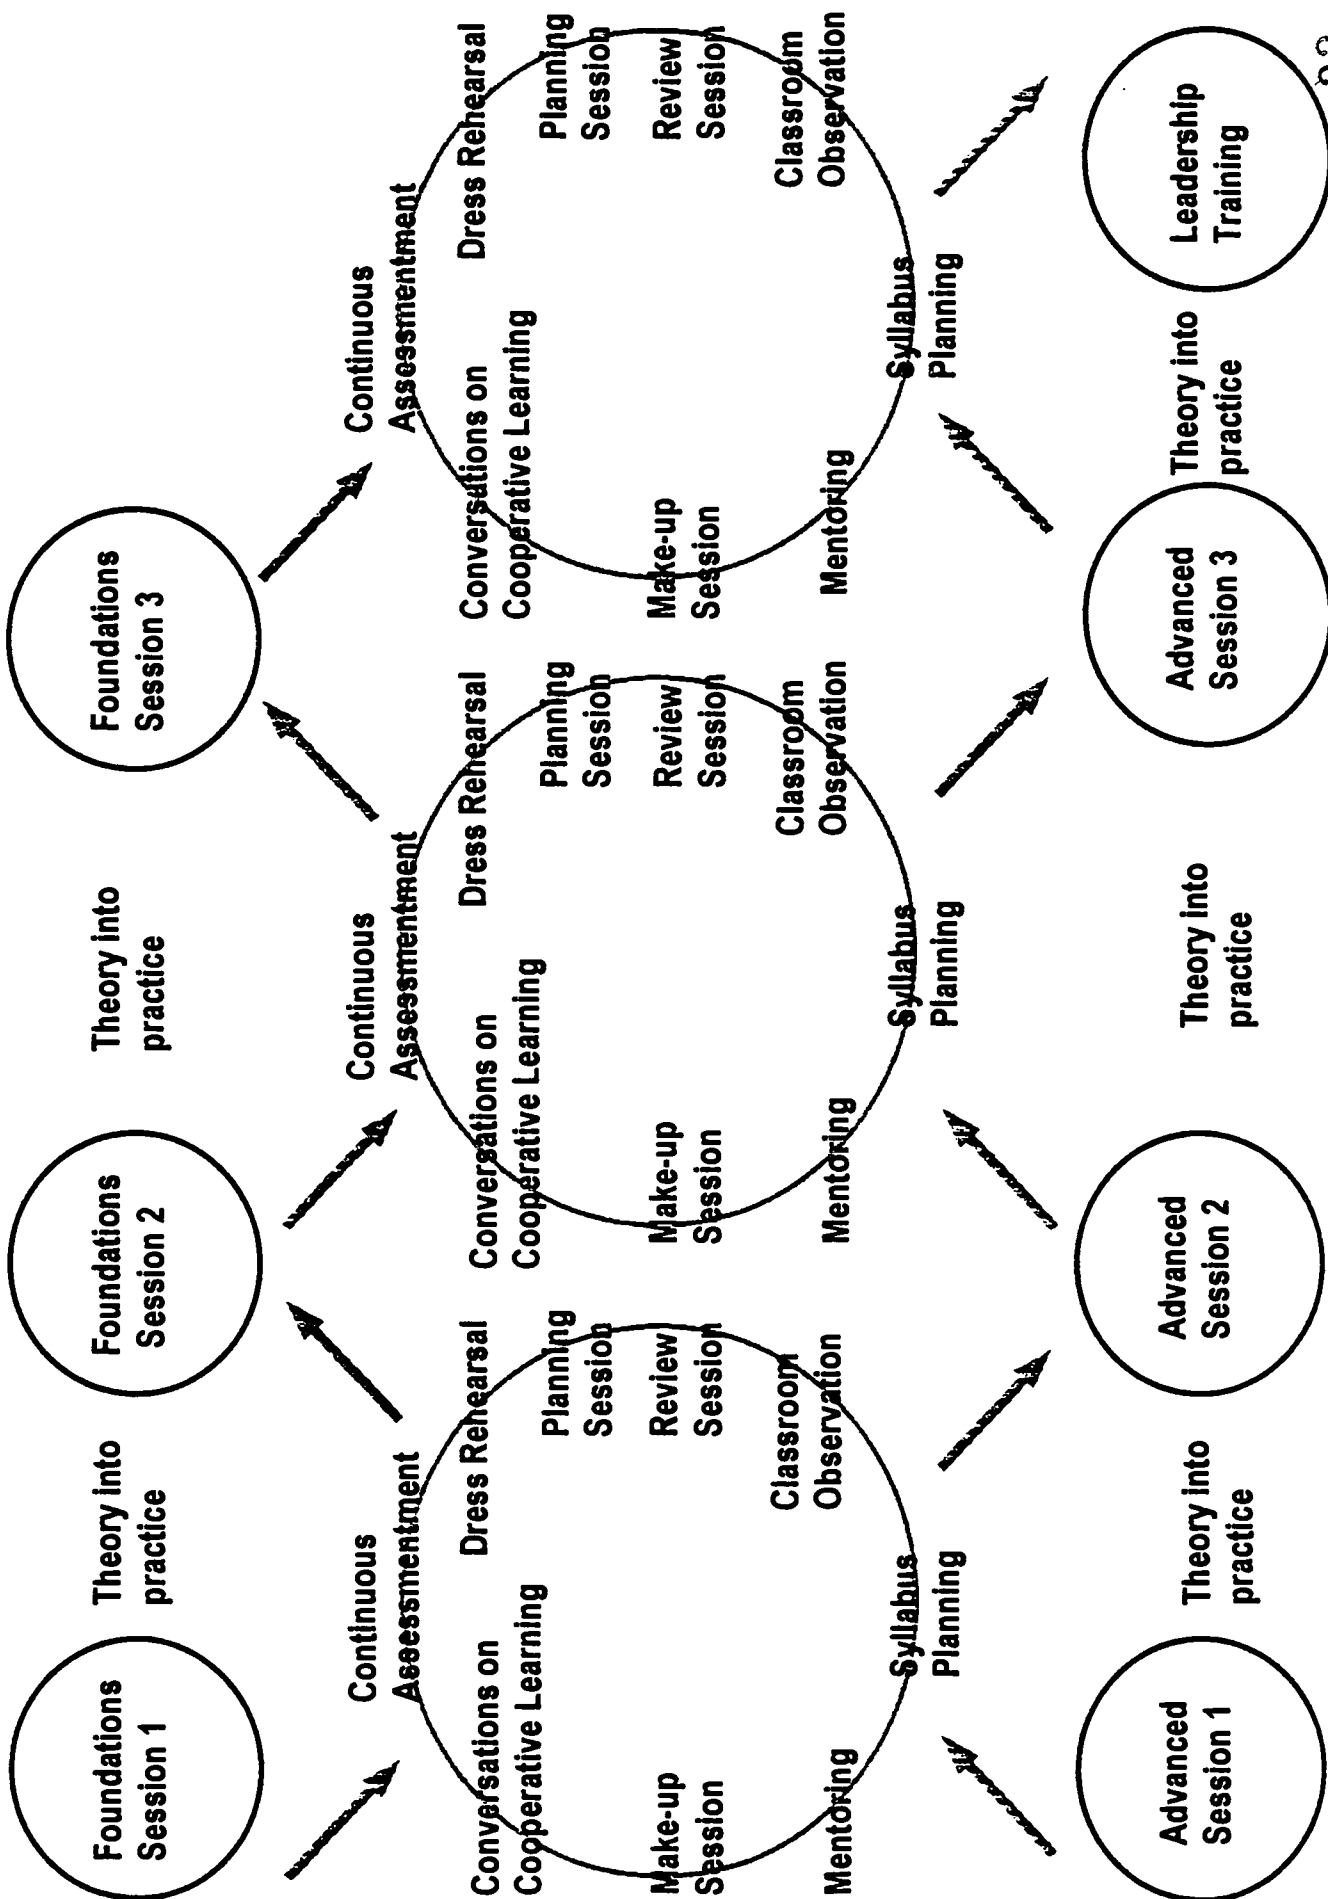 Foundations
Session 1
Theory into
practice
Foundations
Session 2
Theory into
practice
Foundations
Session 3
Continuous
Assessmentment
Conversations on
Cooperative Learning
Dress Rehearsal
Planning
Session
Make-up
Session
Review
Session
Mentoring
Classroom
Observation
Syllabus
Planning
Continuous
Assessmentment
Conversations on
Cooperative Learning
Dress Rehearsal
Planning
Session
Make-up
Session
Review
Session
Mentoring
Classroom
Observation
Syllabus
Planning
Continuous
Assessmentment
Conversations on
Cooperative Learning
Dress Rehearsal
Planning
Session
Make-up
Session
Review
Session
Mentoring
Classroom
Observation
Syllabus
Planning
Advanced
Session 1
Theory into
practice
Advanced
Session 2
Theory into
practice
Advanced
Session 3
Theory into
practice
Leadership
Training